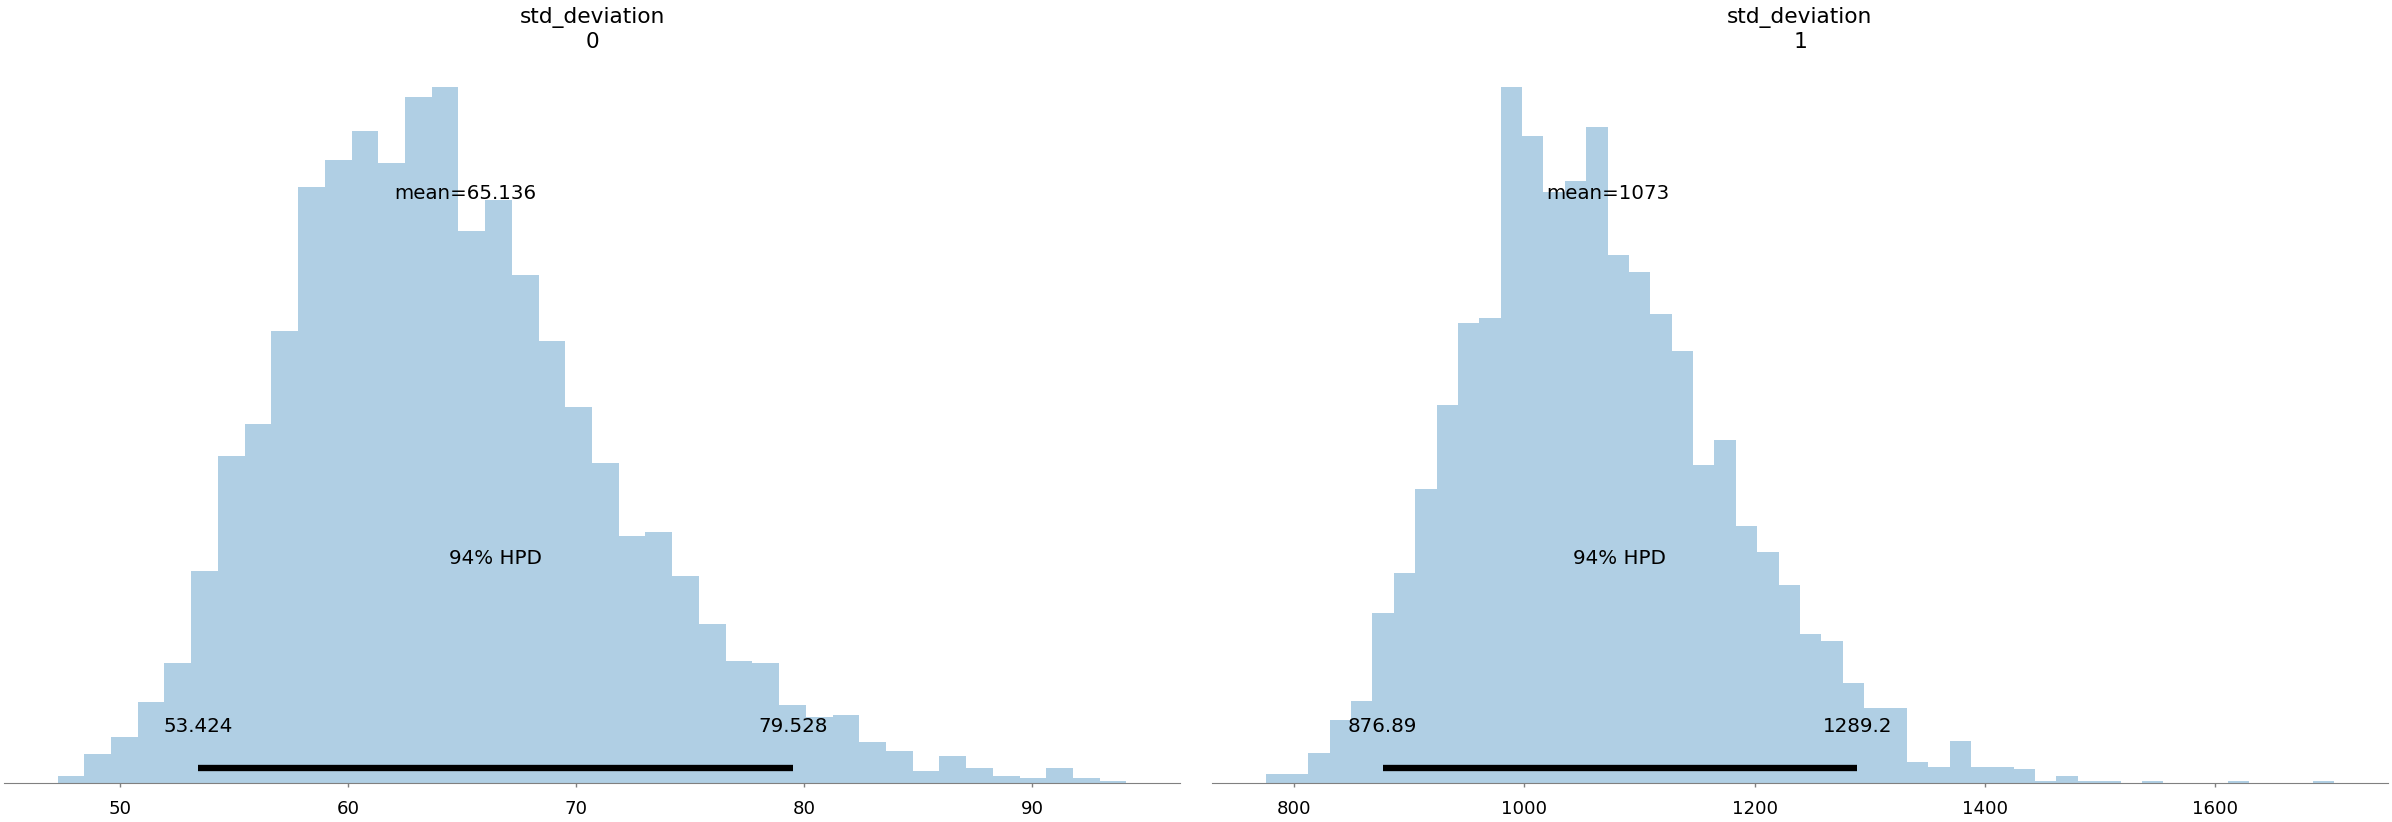 std_deviation
0
mean=65.136
94% HPD
53.424
79.528
50
60
70
80
90
std_deviation
1
mean=1073
94% HPD
876.89
1289.2
800
1000
1200
1400
1600